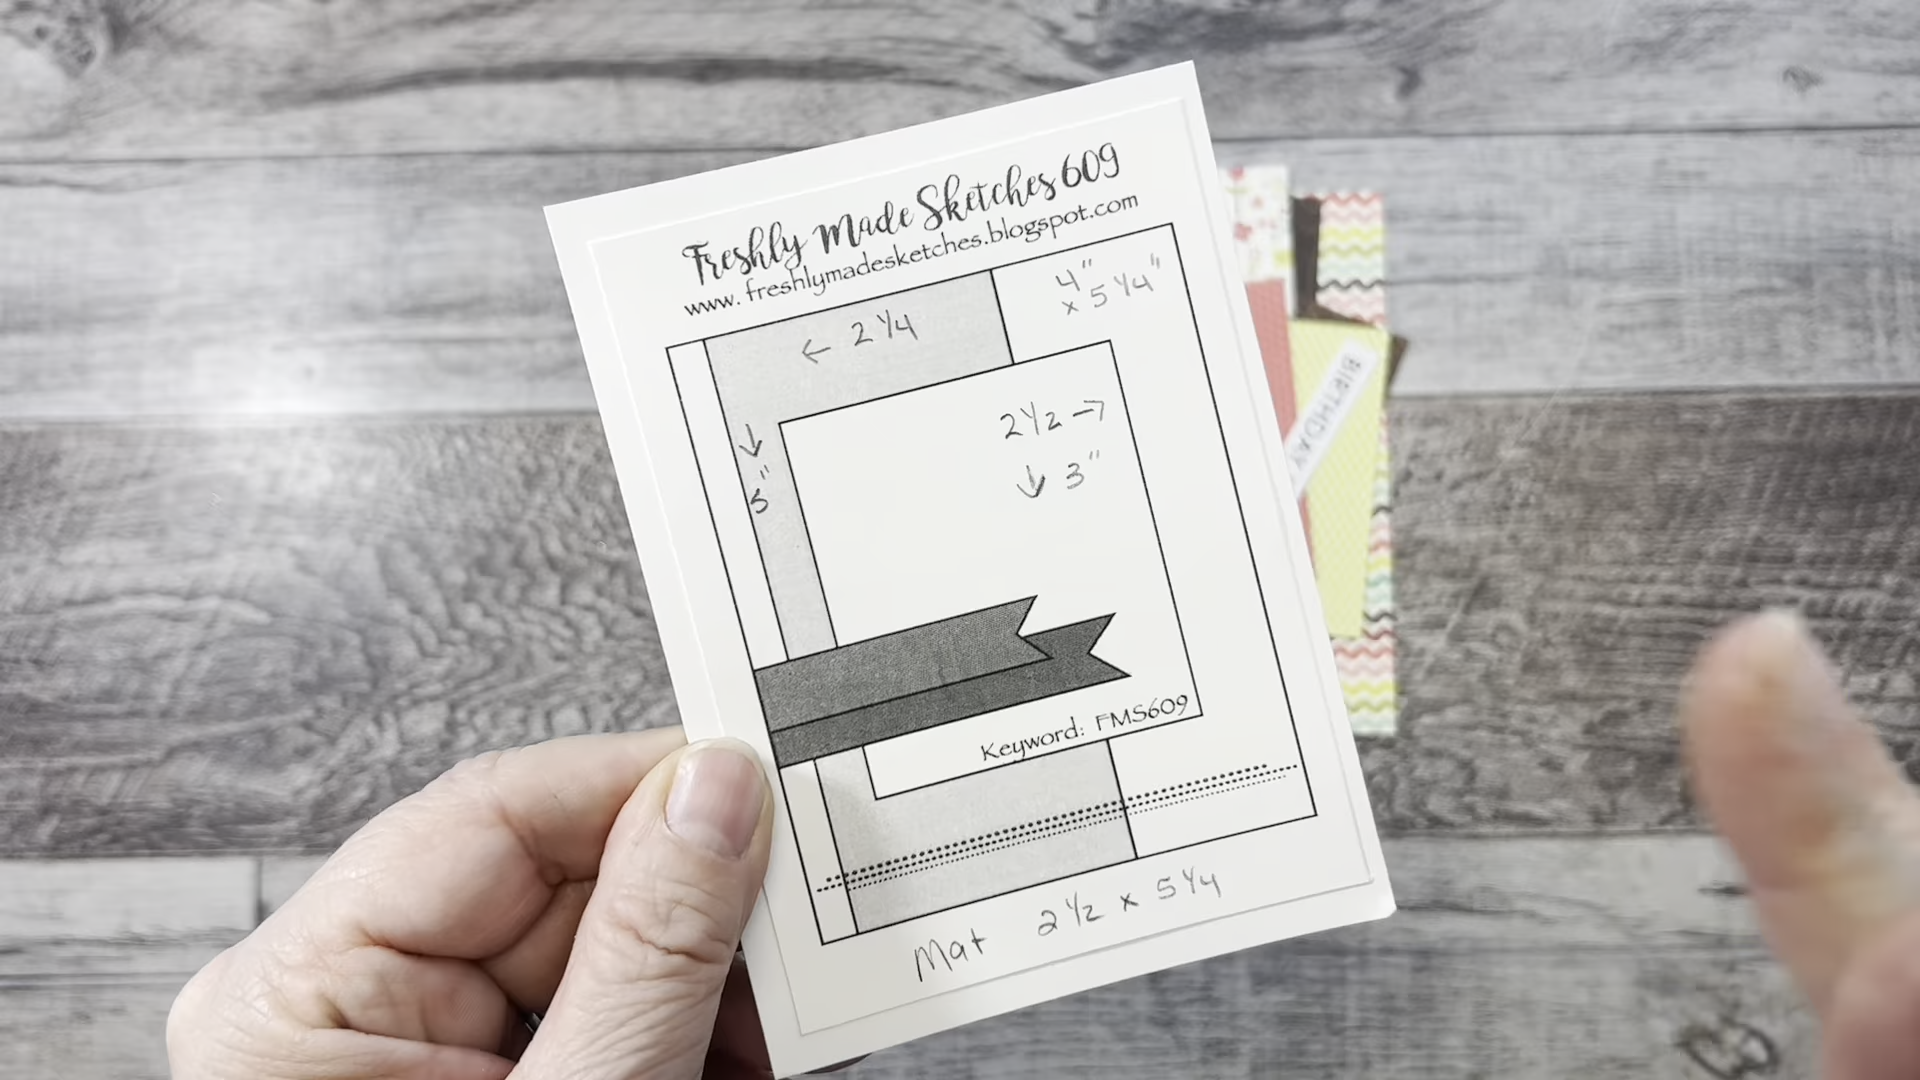 Freshly Made Sketches 609
www. freshlymadesketches.blogspot.com
4"
x 5 1/4"
← 2 1/4
2 1/2 →
↓ 3"
↓
5"
Keyword: FMS609
Mat 2 1/2 x 5 1/4
BIRTHDAY